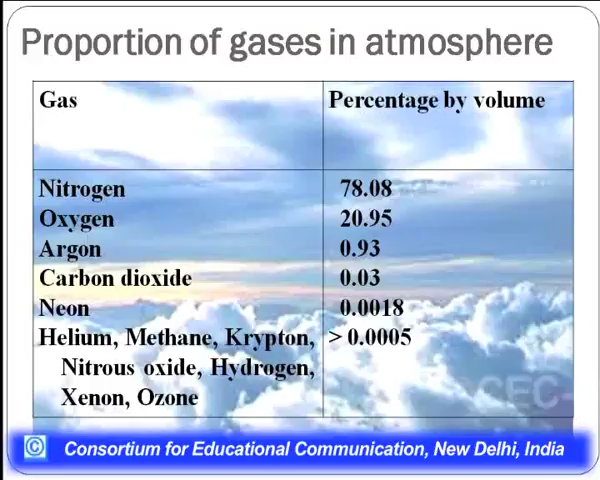 Proportion of gases in atmosphere
Gas Percentage by volume
Nitrogen 78.08
Oxygen 20.95
Argon 0.93
Carbon dioxide 0.03
Neon 0.0018
Helium, Methane, Krypton, > 0.0005
Nitrous oxide, Hydrogen,
Xenon, Ozone
CEC-
© Consortium for Educational Communication, New Delhi, India